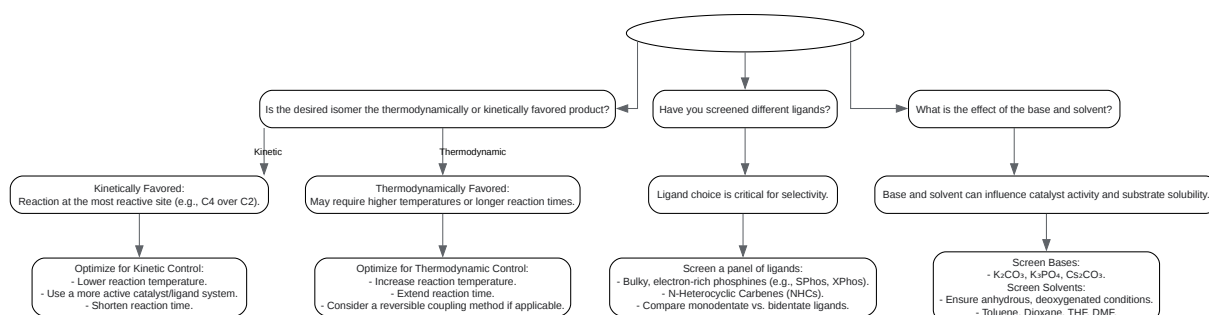 Is the desired isomer the thermodynamically or kinetically favored product?
Have you screened different ligands?
What is the effect of the base and solvent?
Kinetic
Thermodynamic
Kinetically Favored:
Reaction at the most reactive site (e.g., C4 over C2).
Thermodynamically Favored:
May require higher temperatures or longer reaction times.
Ligand choice is critical for selectivity.
Base and solvent can influence catalyst activity and substrate solubility.
Optimize for Kinetic Control:
- Lower reaction temperature.
- Use a more active catalyst/ligand system.
- Shorten reaction time.
Optimize for Thermodynamic Control:
- Increase reaction temperature.
- Extend reaction time.
- Consider a reversible coupling method if applicable.
Screen a panel of ligands:
- Bulky, electron-rich phosphines (e.g., SPhos, XPhos).
- N-Heterocyclic Carbenes (NHCs).
- Compare monodentate vs. bidentate ligands.
Screen Bases:
- K₂CO₃, K₃PO₄, Cs₂CO₃.
Screen Solvents:
- Ensure anhydrous, deoxygenated conditions.
- Toluene, Dioxane, THF, DMF.